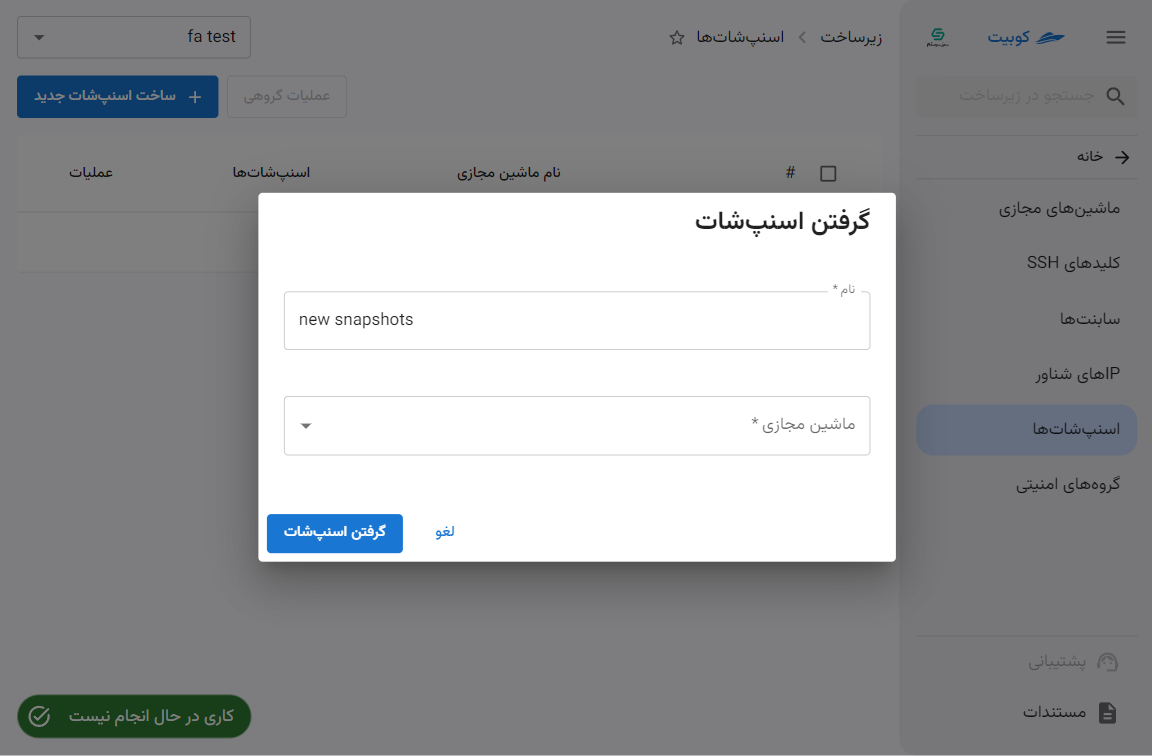 کوبیت
زیرساخت
اسنپ‌شات‌ها
fa test
جستجو در زیرساخت
عملیات گروهی
ساخت اسنپ‌شات جدید
خانه
#
نام ماشین مجازی
اسنپ‌شات‌ها
عملیات
ماشین‌های مجازی
کلیدهای SSH
سابنت‌ها
IPهای شناور
اسنپ‌شات‌ها
گروه‌های امنیتی
گرفتن اسنپ‌شات
نام *
new snapshots
ماشین مجازی *
لغو
گرفتن اسنپ‌شات
پشتیبانی
مستندات
کاری در حال انجام نیست